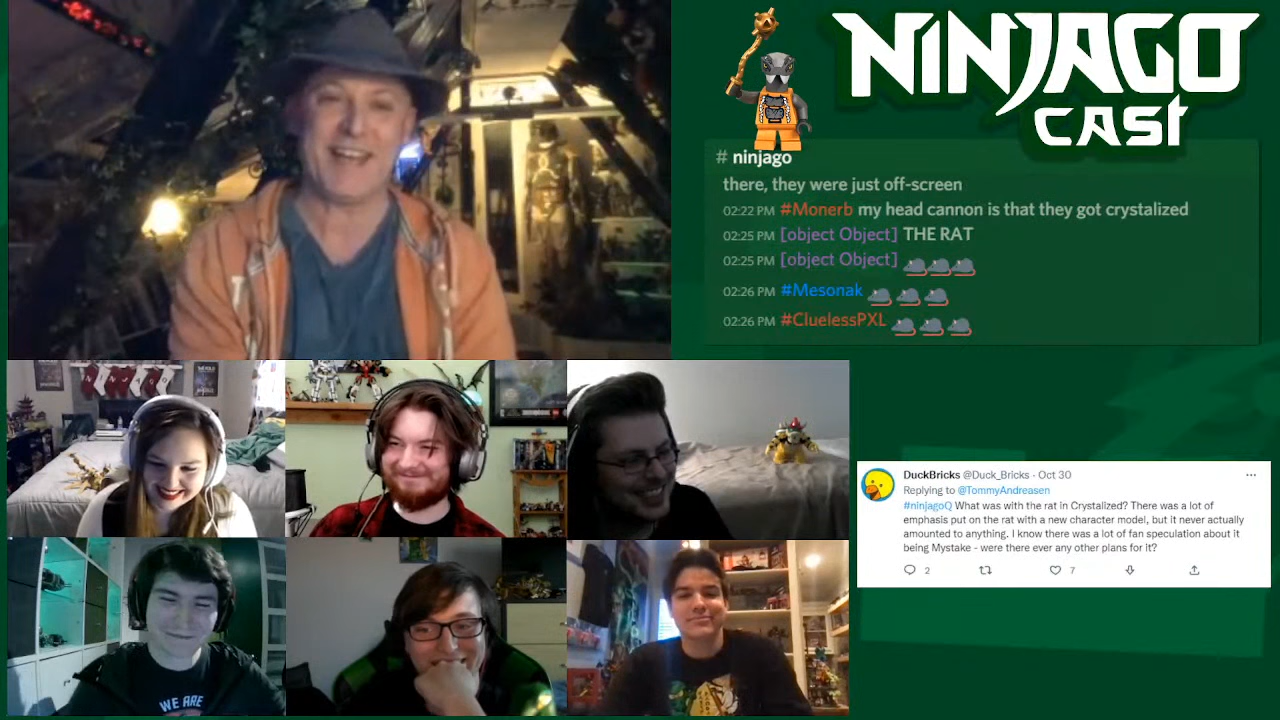 NINJAGO
CAST
# ninjago
there, they were just off-screen
02:22 PM #Monerb my head cannon is that they got crystalized
02:25 PM [object Object] THE RAT
02:25 PM [object Object] 🐀🐀🐀
02:26 PM #Mesonak 🐀 🐀 🐀
02:26 PM #CluelessPXL 🐀 🐀 🐀
DuckBricks @Duck_Bricks · Oct 30
Replying to @TommyAndreasen
#ninjagoQ What was with the rat in Crystalized? There was a lot of
emphasis put on the rat with a new character model, but it never actually
amounted to anything. I know there was a lot of fan speculation about it
being Mystake - were there ever any other plans for it?
2 7
WE ARE